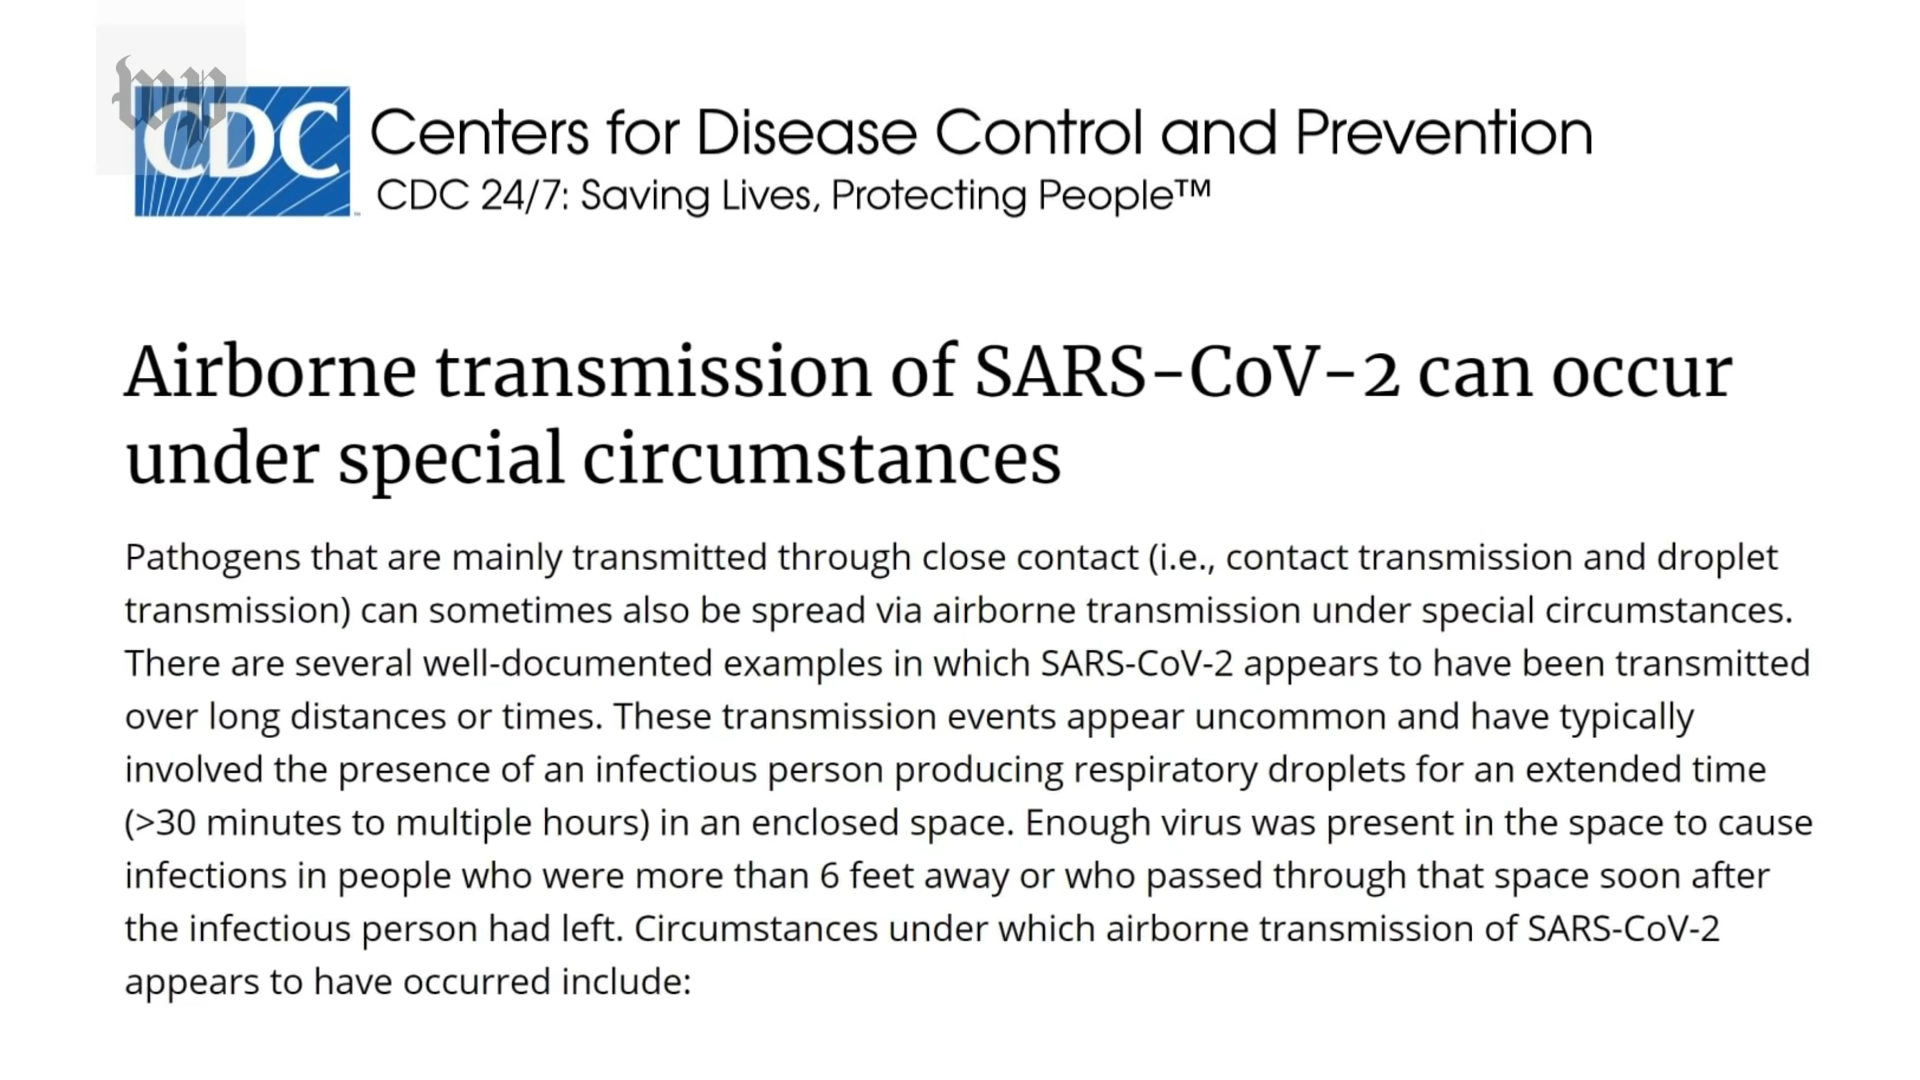 wp
CDC
Centers for Disease Control and Prevention
CDC 24/7: Saving Lives, Protecting People™
Airborne transmission of SARS-CoV-2 can occur
under special circumstances
Pathogens that are mainly transmitted through close contact (i.e., contact transmission and droplet
transmission) can sometimes also be spread via airborne transmission under special circumstances.
There are several well-documented examples in which SARS-CoV-2 appears to have been transmitted
over long distances or times. These transmission events appear uncommon and have typically
involved the presence of an infectious person producing respiratory droplets for an extended time
(>30 minutes to multiple hours) in an enclosed space. Enough virus was present in the space to cause
infections in people who were more than 6 feet away or who passed through that space soon after
the infectious person had left. Circumstances under which airborne transmission of SARS-CoV-2
appears to have occurred include: